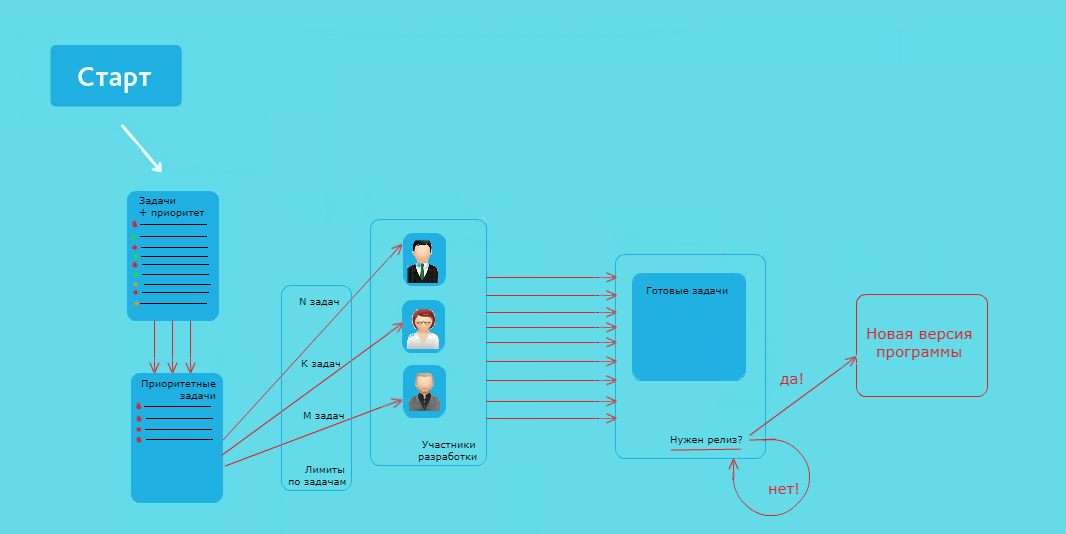 Старт
Задачи
+ приоритет
Приоритетные
задачи
N задач
К задач
М задач
Лимиты
по задачам
Участники
разработки
Готовые задачи
Нужен релиз?
да!
нет!
Новая версия
программы